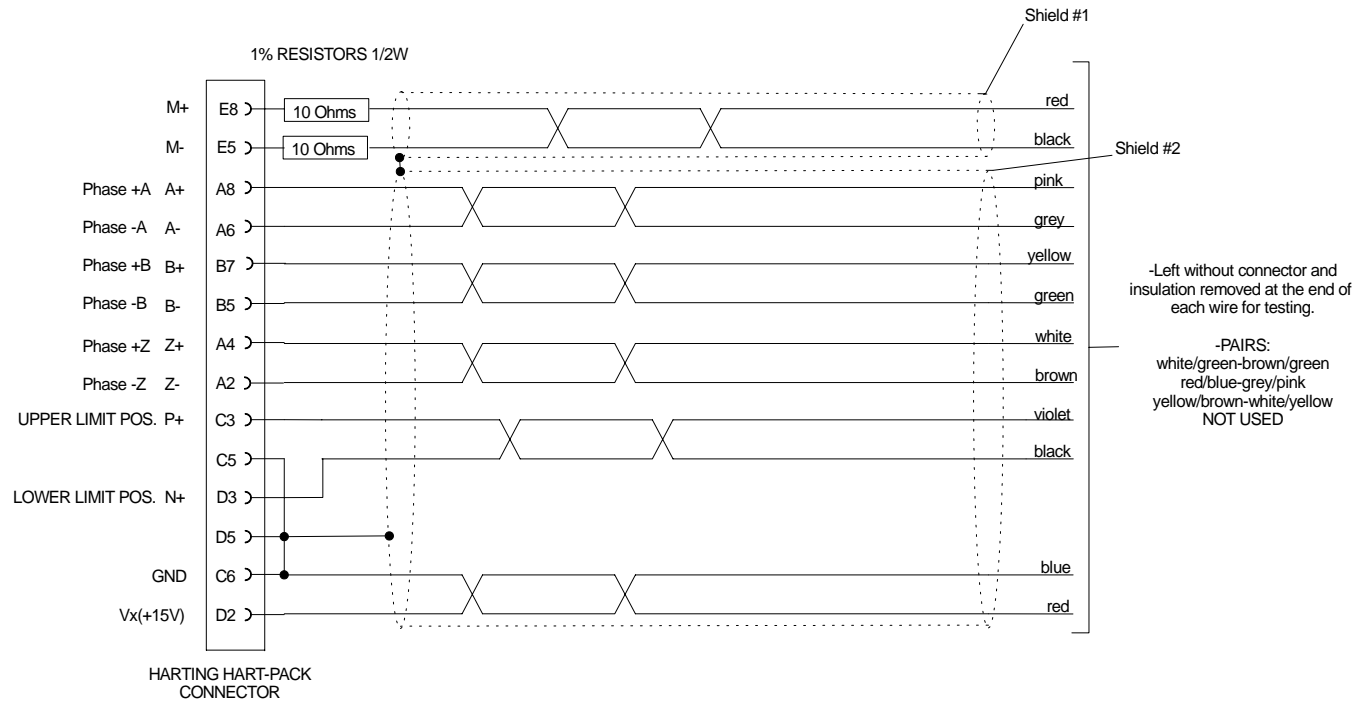 Shield #1
1% RESISTORS 1/2W
M+ E8 10 Ohms red
M- E5 10 Ohms black
Shield #2
Phase +A A+ A8 pink
Phase -A A- A6 grey
Phase +B B+ B7 yellow
Phase -B B- B5 green
Phase +Z Z+ A4 white
Phase -Z Z- A2 brown
UPPER LIMIT POS. P+ C3 violet
C5 black
LOWER LIMIT POS. N+ D3
D5
GND C6 blue
Vx(+15V) D2 red
HARTING HART-PACK
CONNECTOR
-Left without connector and
insulation removed at the end of
each wire for testing.
-PAIRS:
white/green-brown/green
red/blue-grey/pink
yellow/brown-white/yellow
NOT USED